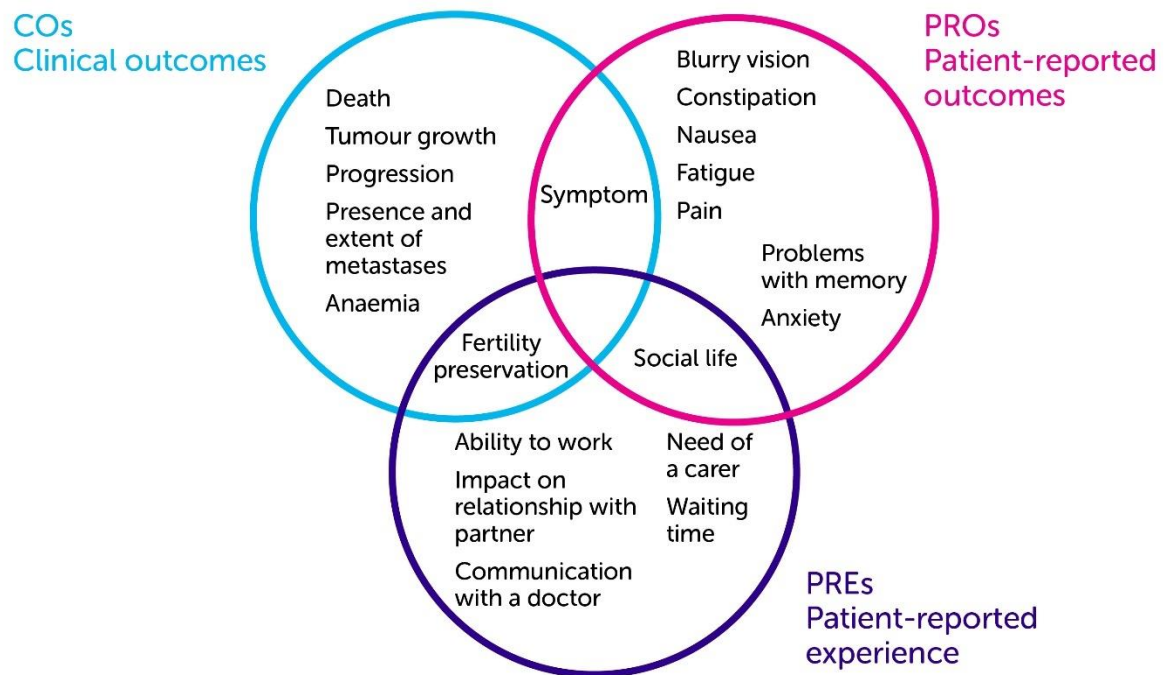 COs
Clinical outcomes
PROs
Patient-reported
outcomes
Death
Tumour growth
Progression
Presence and
extent of
metastases
Anaemia
Symptom
Blurry vision
Constipation
Nausea
Fatigue
Pain
Problems
with memory
Anxiety
Fertility
preservation
Social life
Ability to work
Impact on
relationship with
partner
Communication
with a doctor
Need of
a carer
Waiting
time
PREs
Patient-reported
experience